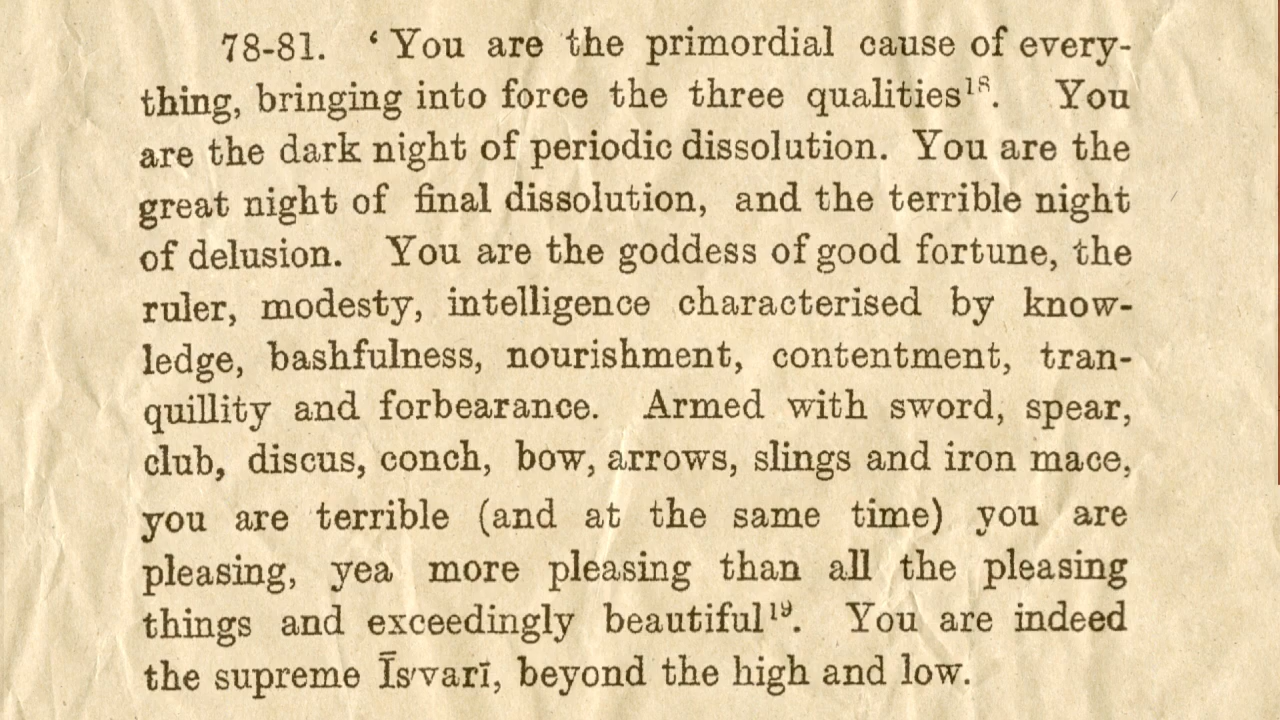 78-81. ‘You are the primordial cause of every-
thing, bringing into force the three qualities¹⁸. You
are the dark night of periodic dissolution. You are the
great night of final dissolution, and the terrible night
of delusion. You are the goddess of good fortune, the
ruler, modesty, intelligence characterised by know-
ledge, bashfulness, nourishment, contentment, tran-
quillity and forbearance. Armed with sword, spear,
club, discus, conch, bow, arrows, slings and iron mace,
you are terrible (and at the same time) you are
pleasing, yea more pleasing than all the pleasing
things and exceedingly beautiful¹⁹. You are indeed
the supreme Īs′varī, beyond the high and low.